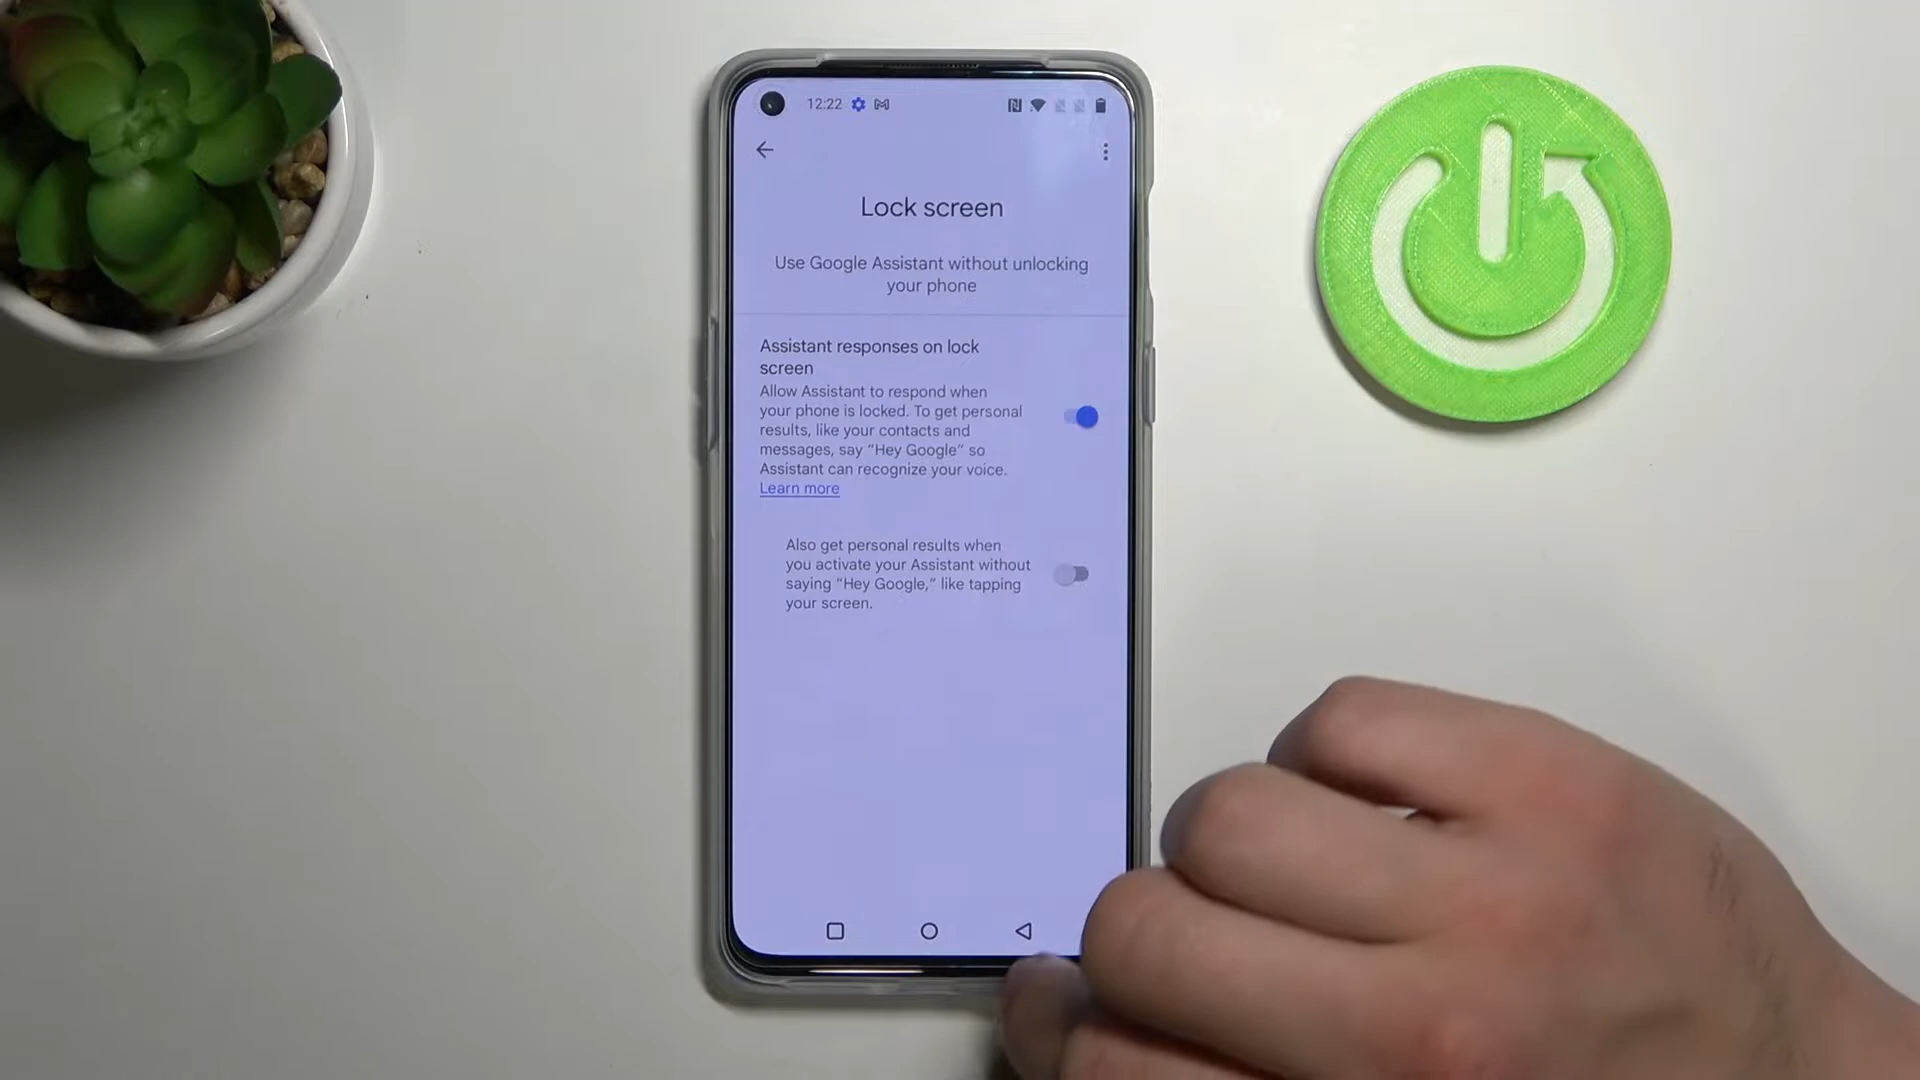 12:22
Lock screen
Use Google Assistant without unlocking
your phone
Assistant responses on lock
screen
Allow Assistant to respond when
your phone is locked. To get personal
results, like your contacts and
messages, say “Hey Google” so
Assistant can recognize your voice.
Learn more
Also get personal results when
you activate your Assistant without
saying “Hey Google,” like tapping
your screen.